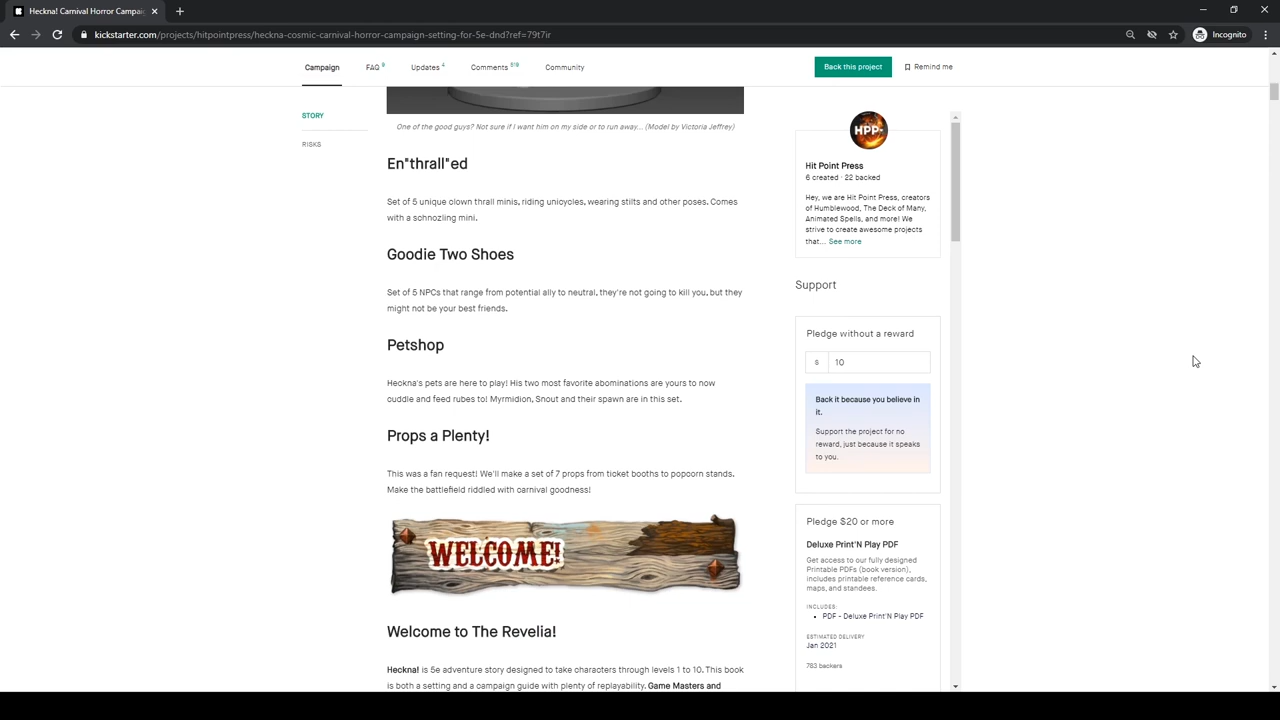 Heckna! Carnival Horror Campaig
kickstarter.com/projects/hitpointpress/heckna-cosmic-carnival-horror-campaign-setting-for-5e-dnd?ref=79t7ir
Incognito
Campaign
FAQ 9
Updates 4
Comments 519
Community
Back this project
Remind me
STORY
RISKS
One of the good guys? Not sure if I want him on my side or to run away... (Model by Victoria Jeffrey)
En*thrall*ed
Set of 5 unique clown thrall minis, riding unicycles, wearing stilts and other poses. Comes
with a schnozling mini.
Goodie Two Shoes
Set of 5 NPCs that range from potential ally to neutral, they're not going to kill you, but they
might not be your best friends.
Petshop
Heckna's pets are here to play! His two most favorite abominations are yours to now
cuddle and feed rubes to! Myrmidion, Snout and their spawn are in this set.
Props a Plenty!
This was a fan request! We'll make a set of 7 props from ticket booths to popcorn stands.
Make the battlefield riddled with carnival goodness!
WELCOME!
Welcome to The Revelia!
Heckna! is 5e adventure story designed to take characters through levels 1 to 10. This book
is both a setting and a campaign guide with plenty of replayability. Game Masters and
HPP-
Hit Point Press
6 created · 22 backed
Hey, we are Hit Point Press, creators
of Humblewood, The Deck of Many,
Animated Spells, and more! We
strive to create awesome projects
that... See more
Support
Pledge without a reward
$ 10
Back it because you believe in
it.
Support the project for no
reward, just because it speaks
to you.
Pledge $20 or more
Deluxe Print'N Play PDF
Get access to our fully designed
Printable PDFs (book version),
includes printable reference cards,
maps, and standees.
INCLUDES:
• PDF - Deluxe Print'N Play PDF
ESTIMATED DELIVERY
Jan 2021
783 backers